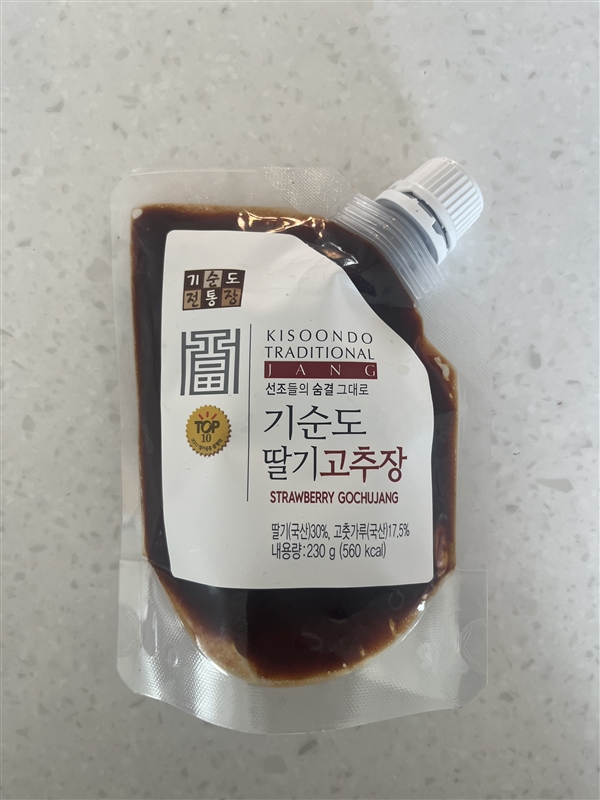 기순도
전통장
KISOONDO
TRADITIONAL
JANG
선조들의 숨결 그대로
기순도
딸기고추장
STRAWBERRY GOCHUJANG
TOP
10
딸기(국산)30%, 고춧가루(국산)17.5%
내용량:230 g (560 kcal)